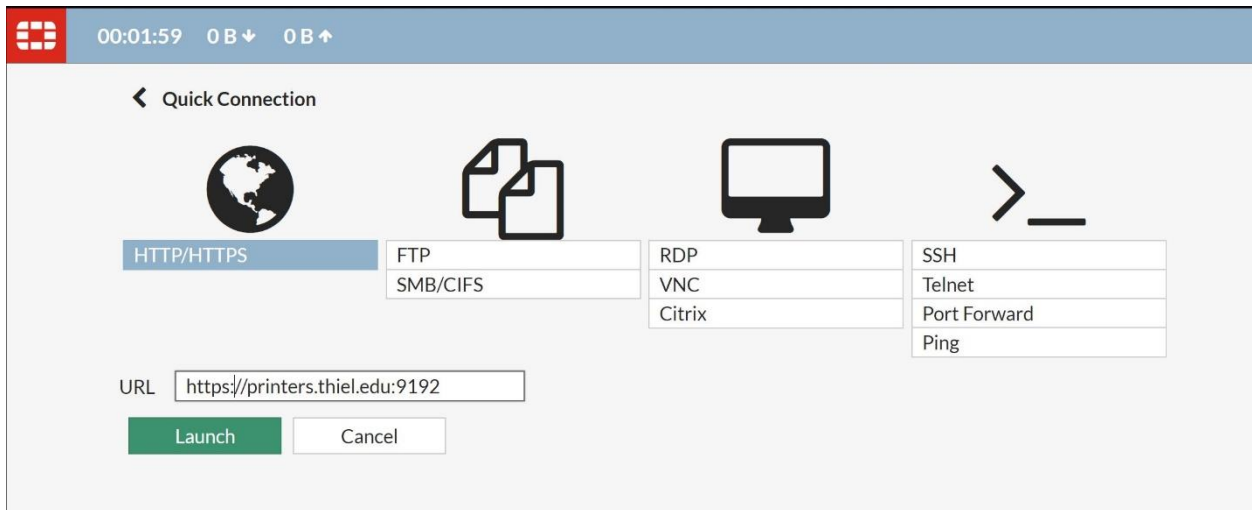 00:01:59 0 B 0 B
Quick Connection
HTTP/HTTPS FTP RDP SSH
SMB/CIFS VNC Telnet
Citrix Port Forward
Ping
URL https://printers.thiel.edu:9192
Launch Cancel